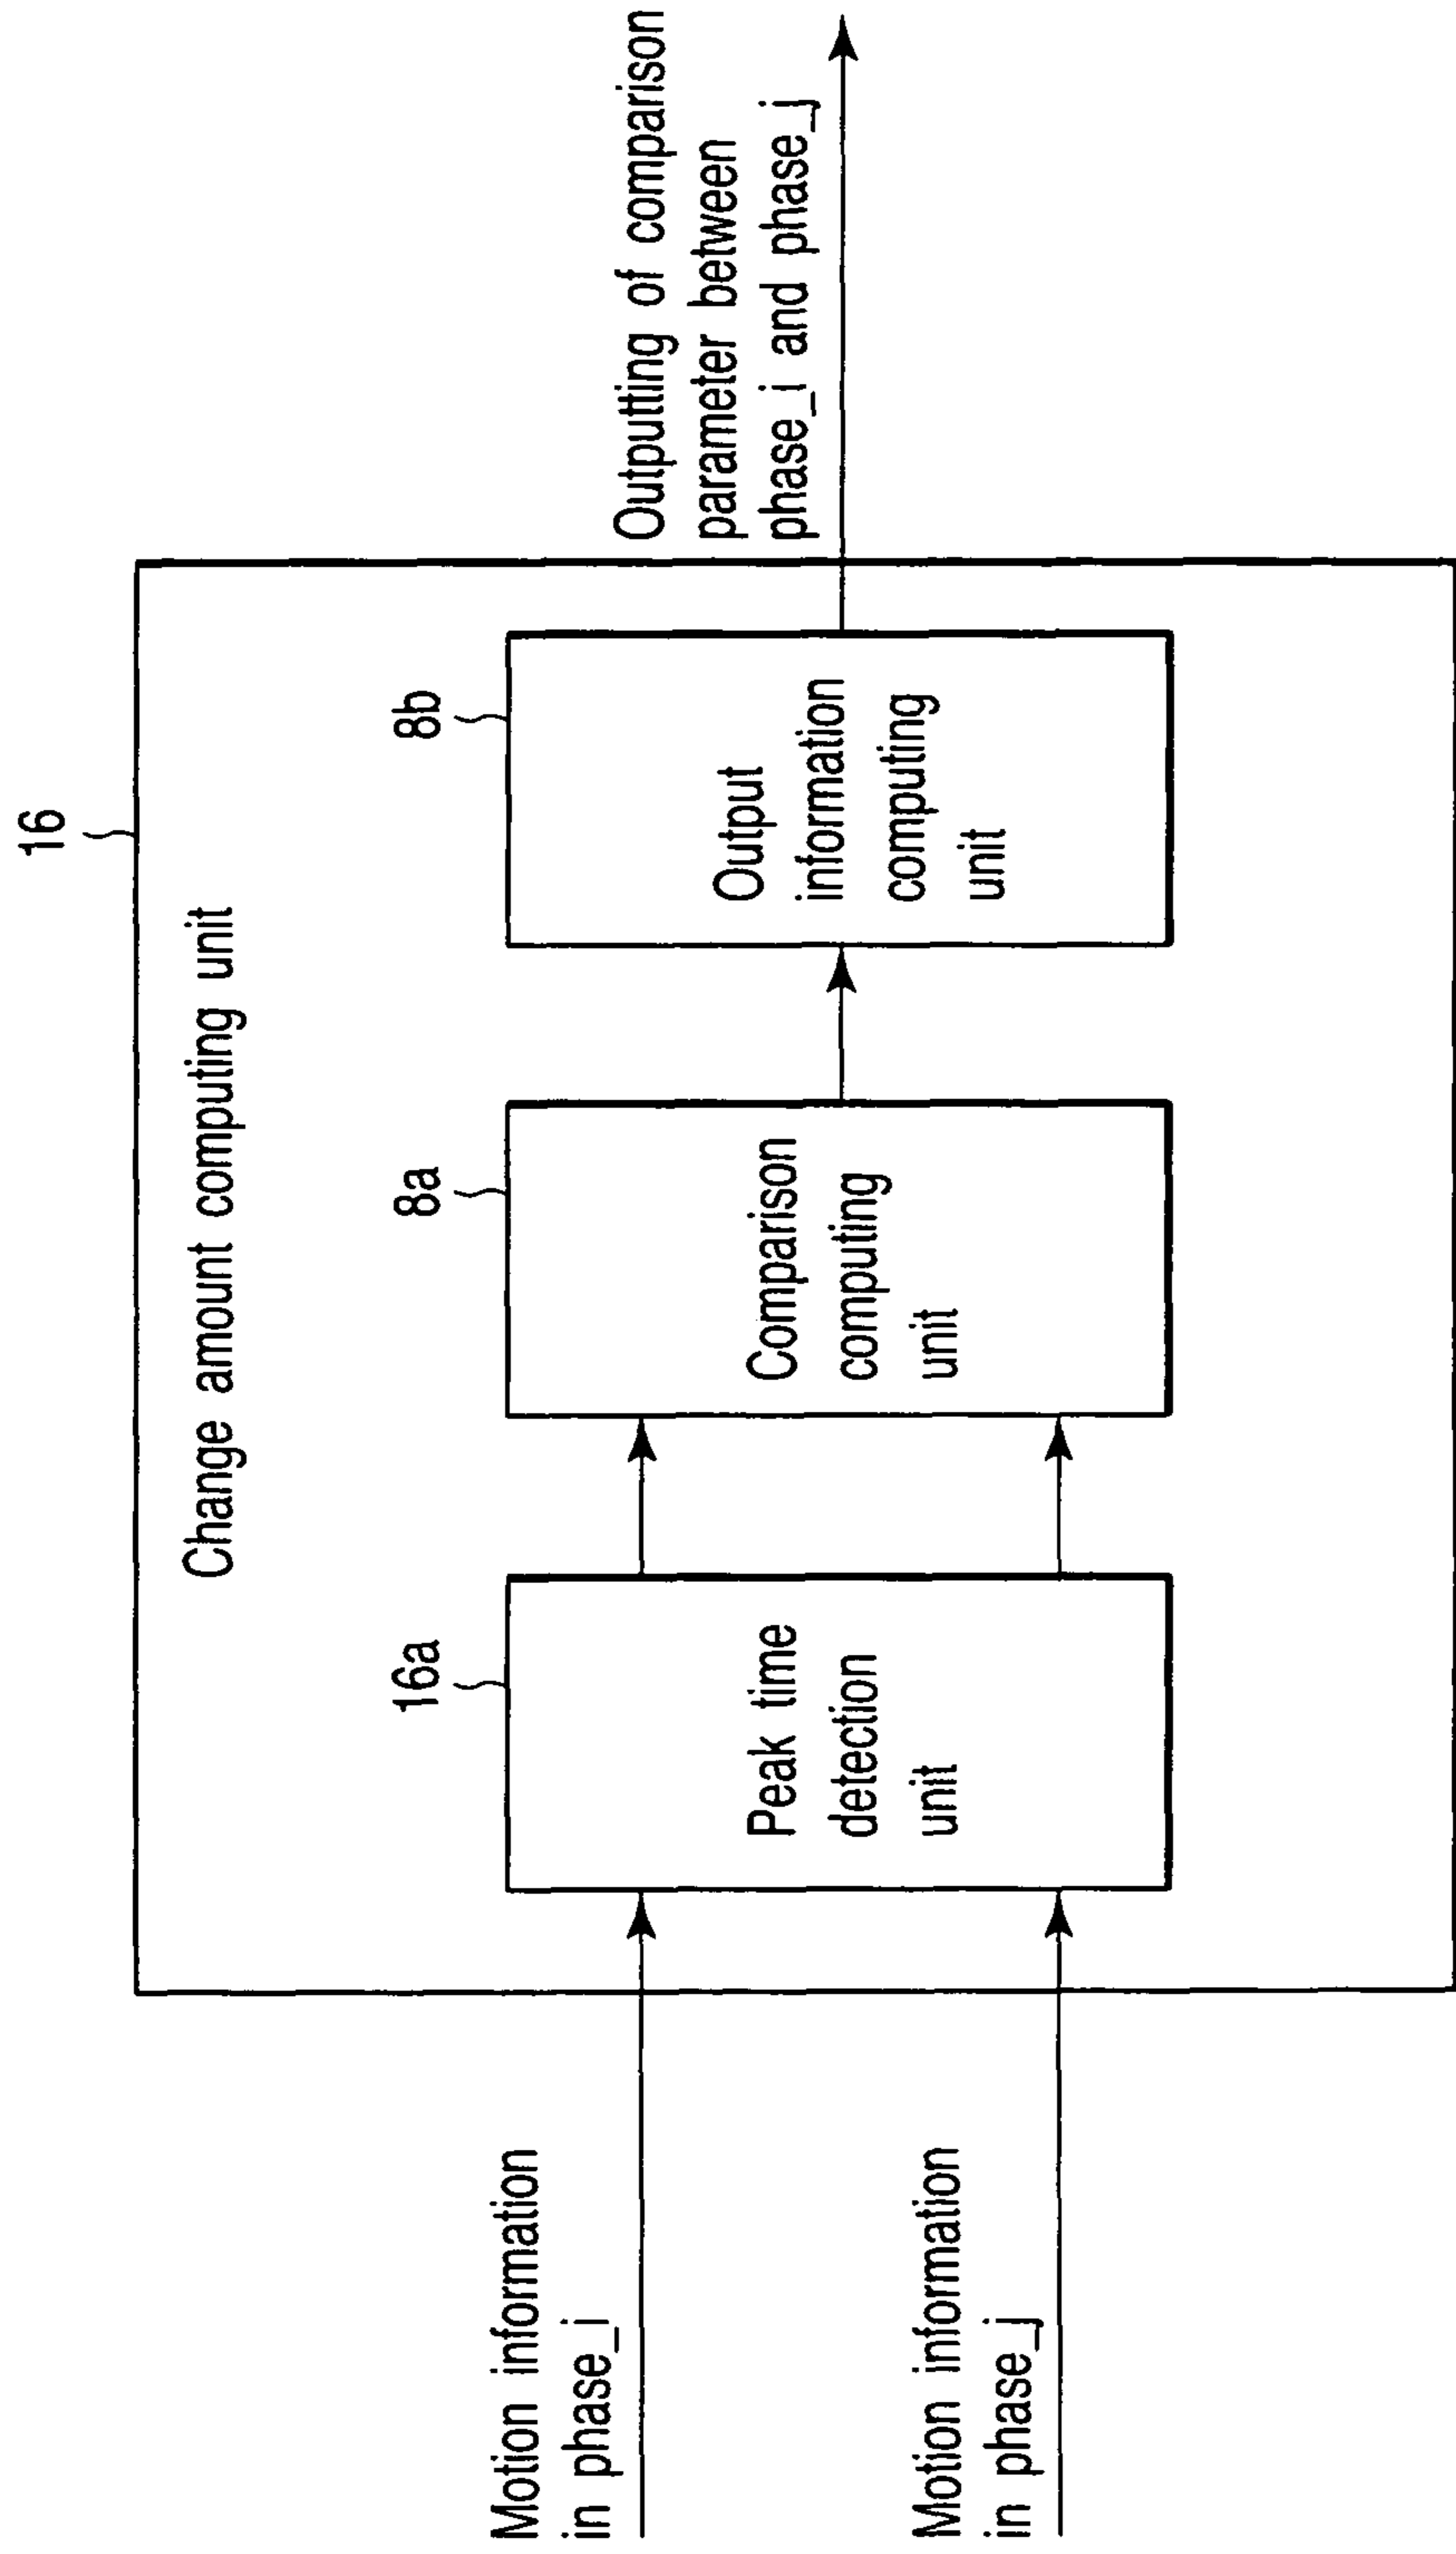 16
Change amount computing unit
Motion information
in phase_i
Motion information
in phase_j
16a
Peak time
detection
unit
8a
Comparison
computing
unit
8b
Output
information
computing
unit
Outputting of comparison
parameter between
phase_i and phase_j